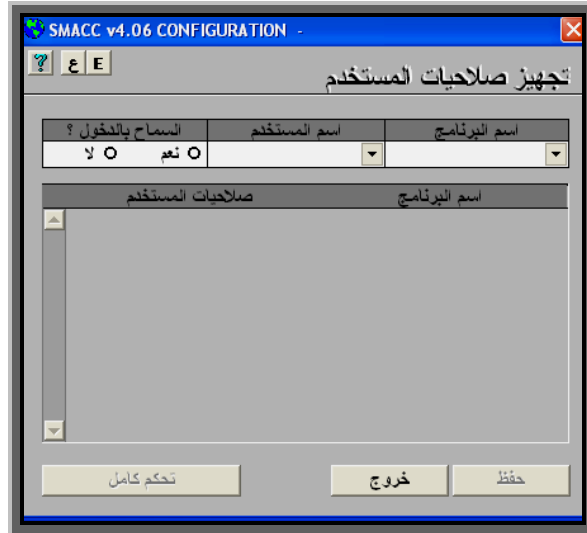 SMACC v4.06 CONFIGURATION -
? ع E
تجهيز صلاحيات المستخدم
اسم البرنامج اسم المستخدم السماح بالدخول ؟
نعم لا
اسم البرنامج صلاحيات المستخدم
حفظ خروج تحكم كامل